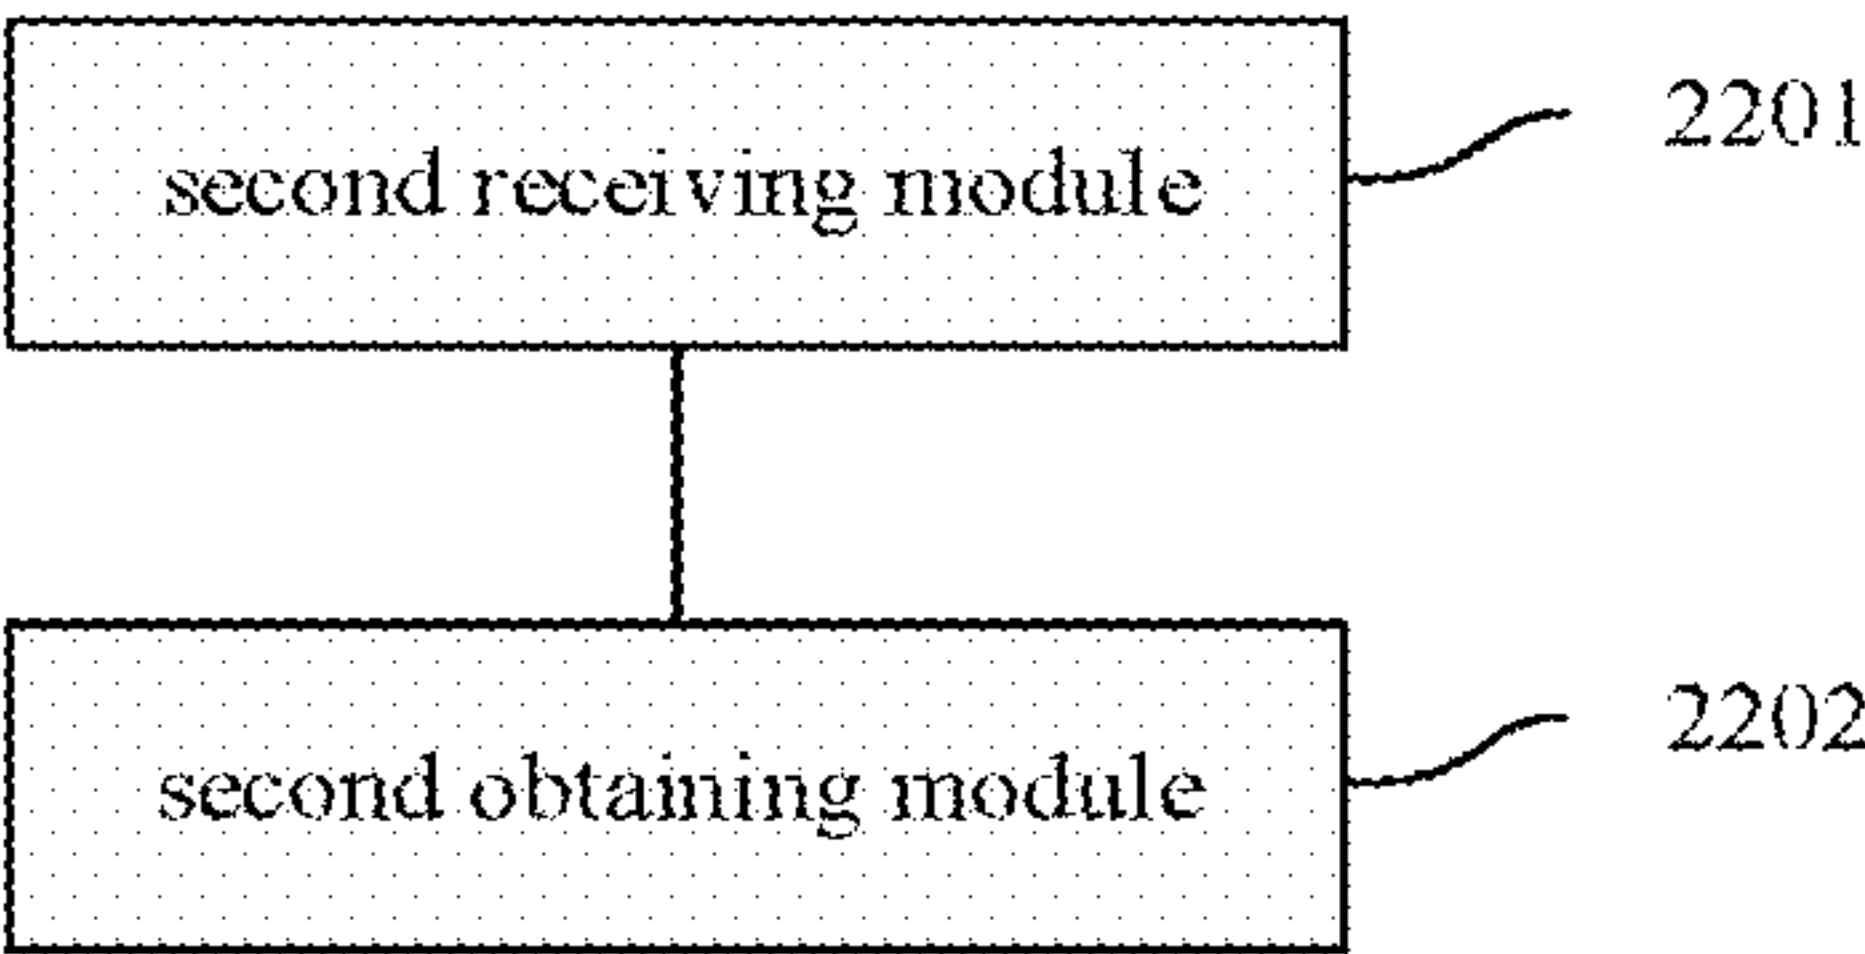 2201
second receiving module
2202
second obtaining module